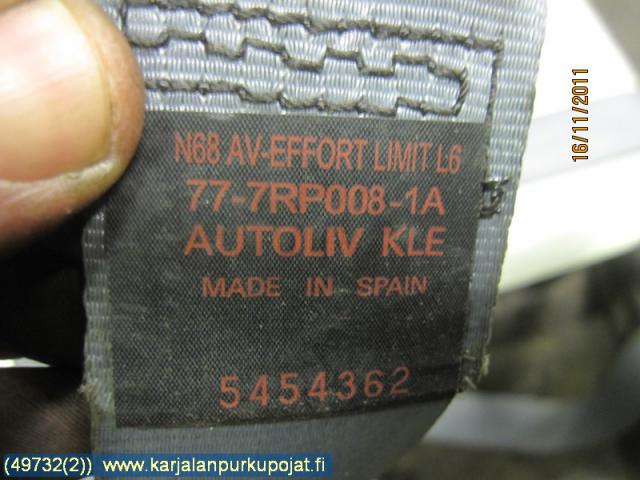 N68 AV-EFFORT LIMIT L6
77-7RP008-1A
AUTOLIV KLE
MADE IN SPAIN
5454362
16/11/2011
(49732(2)) www.karjalanpurkupojat.fi